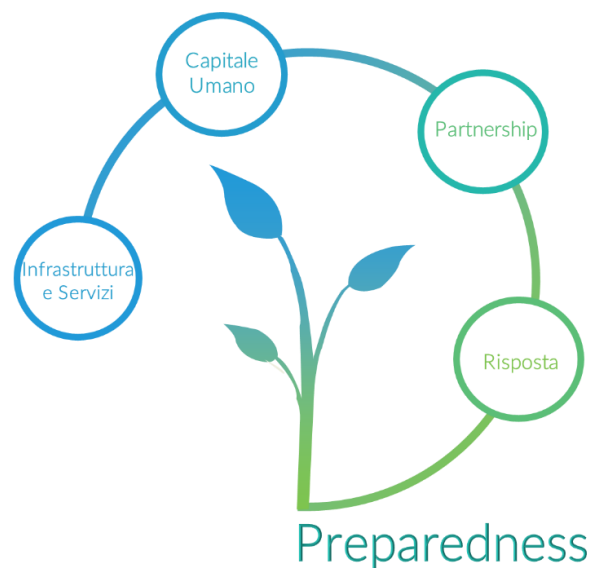 Capitale
Umano
Partnership
Infrastruttura
e Servizi
Risposta
Preparedness